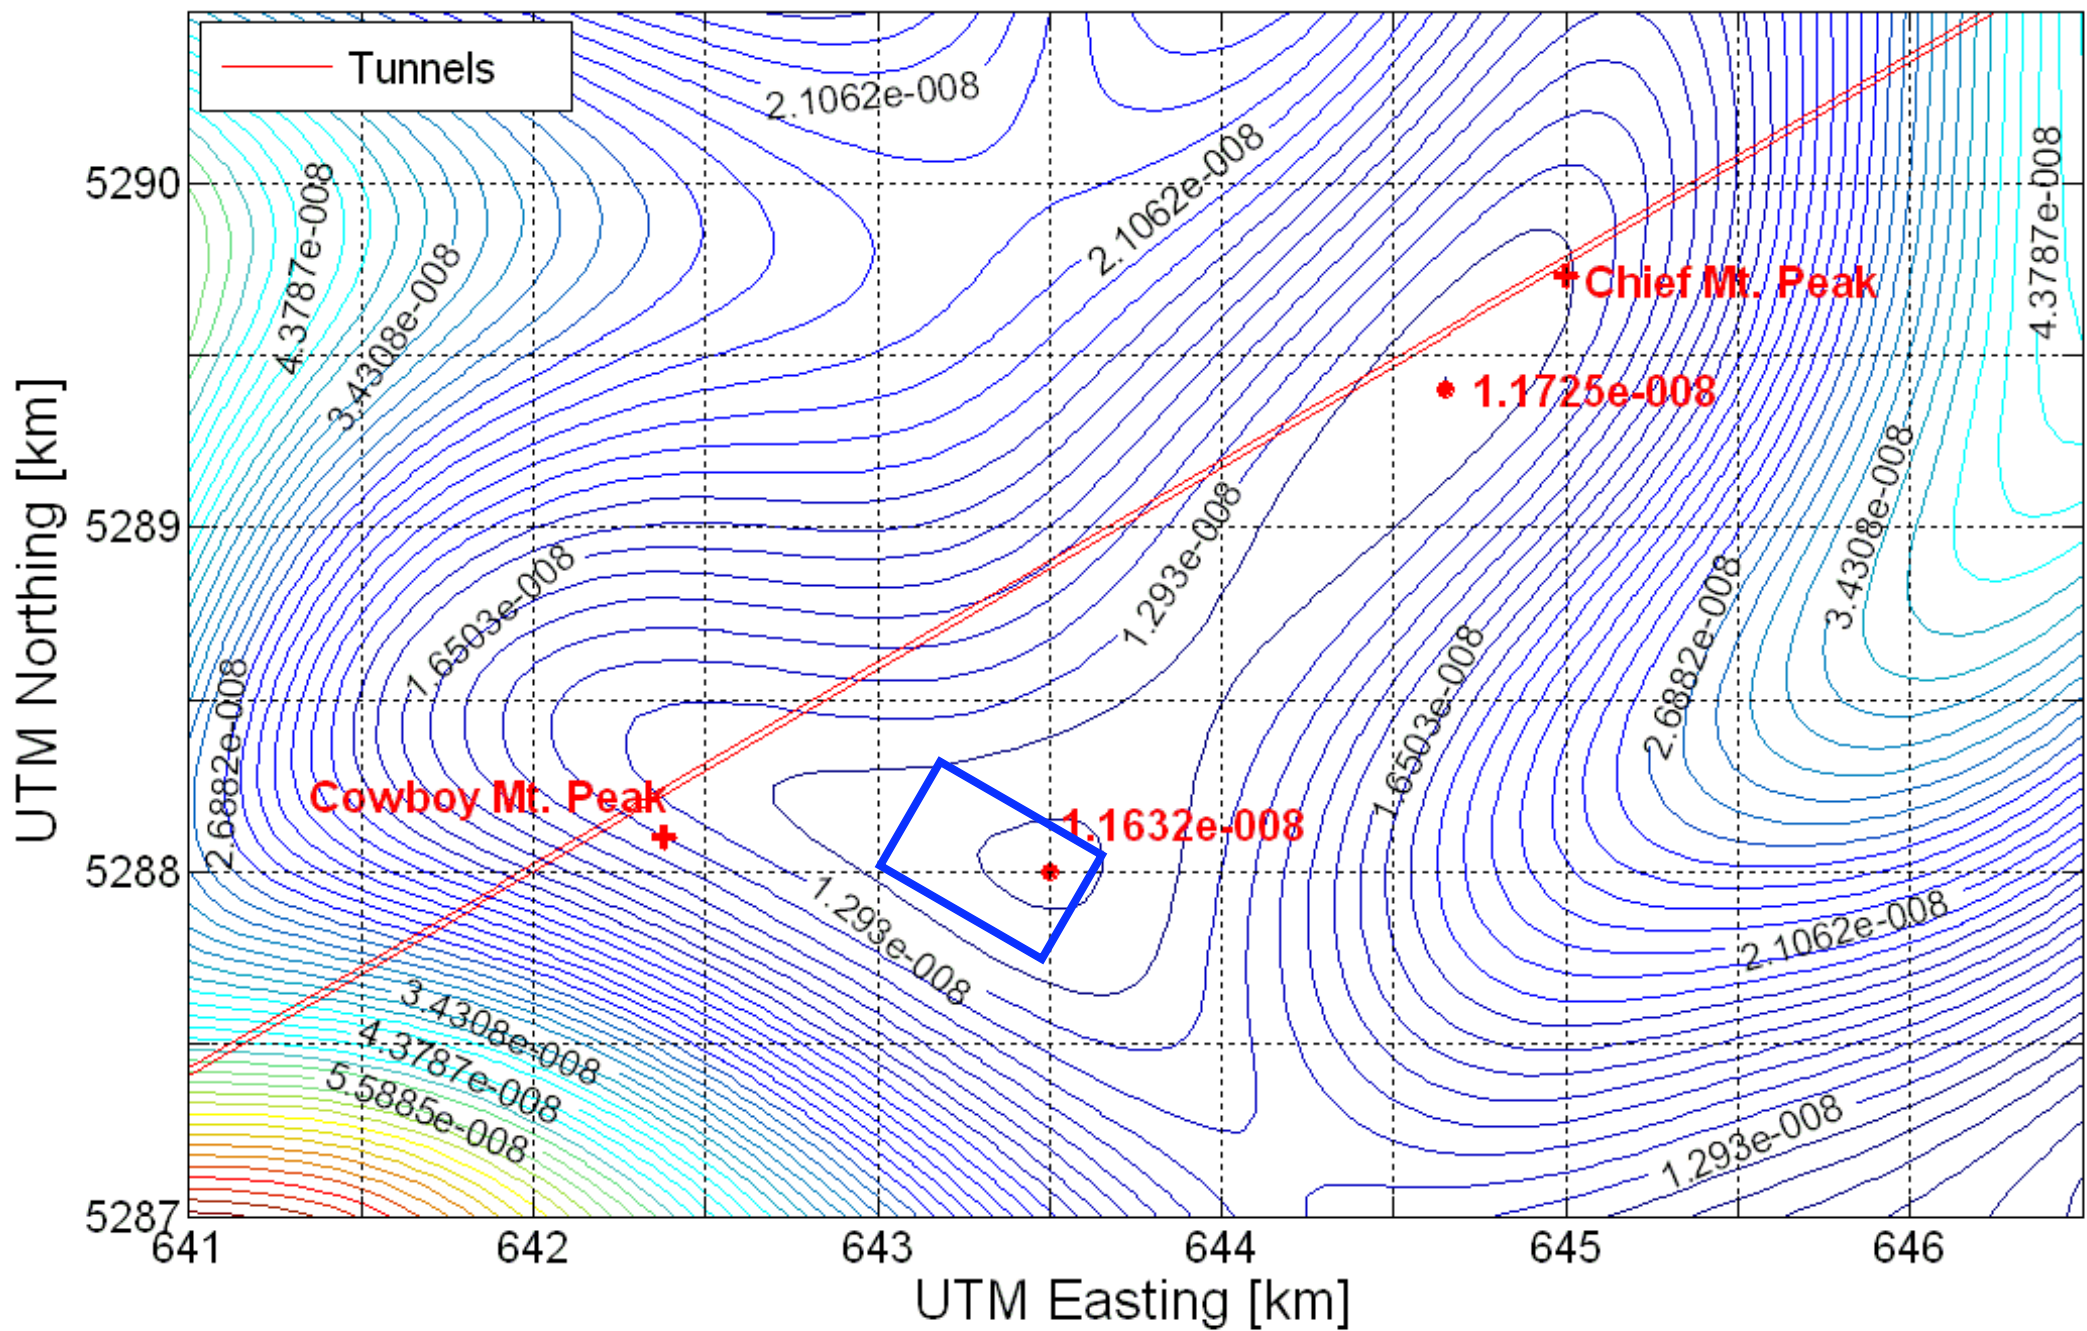 Tunnels
2.1062e-008
2.1062e-008
5290
4.3787e-008
3.4308e-008
4.3787e-008
Chief Mt. Peak
1.1725e-008
UTM Northing [km]
5289
1.293e-008
3.4308e-008
1.6503e-008
2.6882e-008
1.6503e-008
2.6882e-008
Cowboy Mt. Peak
1.1632e-008
5288
1.293e-008
2.1062e-008
3.4308e-008
4.3787e-008
5.5885e-008
1.293e-008
5287
641 642 643 644 645 646
UTM Easting [km]